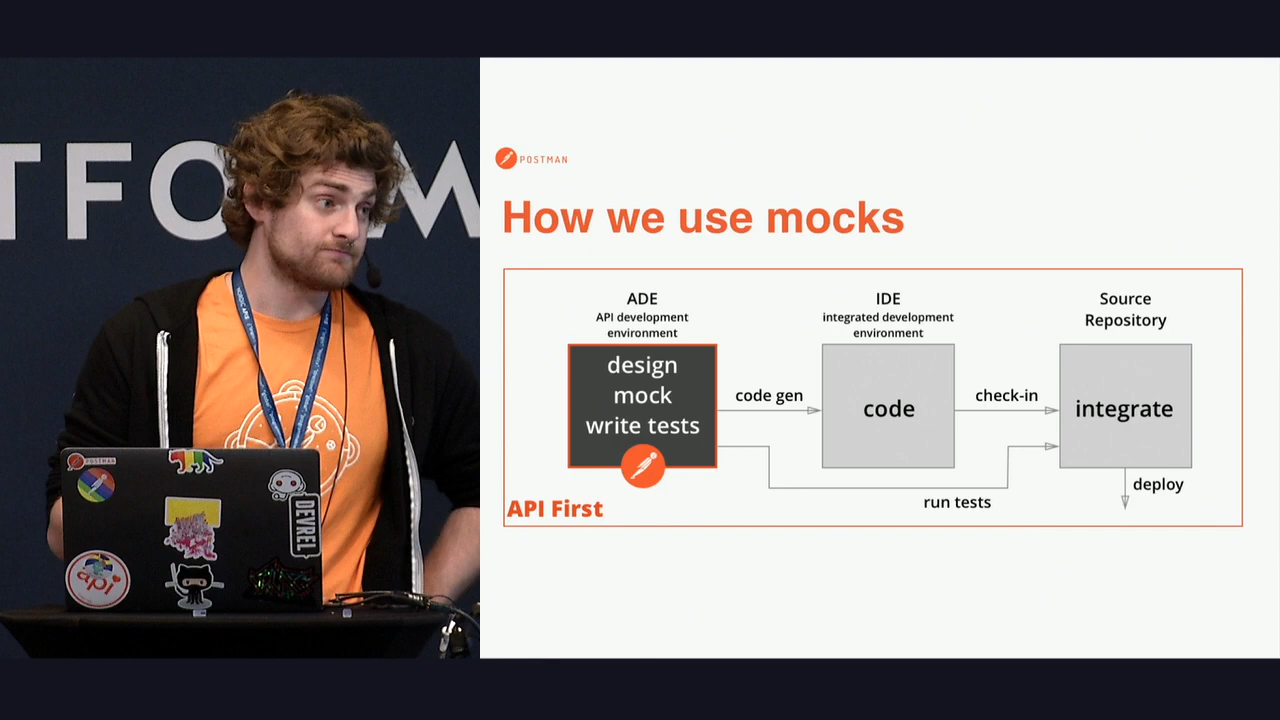 TFO M
POSTMAN
How we use mocks
ADE
API development
environment
IDE
integrated development
environment
Source
Repository
design
mock
write tests
code gen
code
check-in
integrate
run tests
deploy
API First
POSTMAN
DEVREL
api